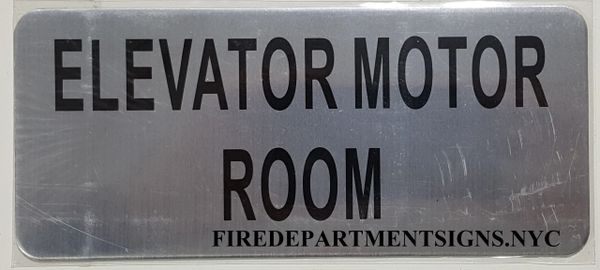 ELEVATOR MOTOR
ROOM
FIREDEPARTMENTSIGNS.NYC